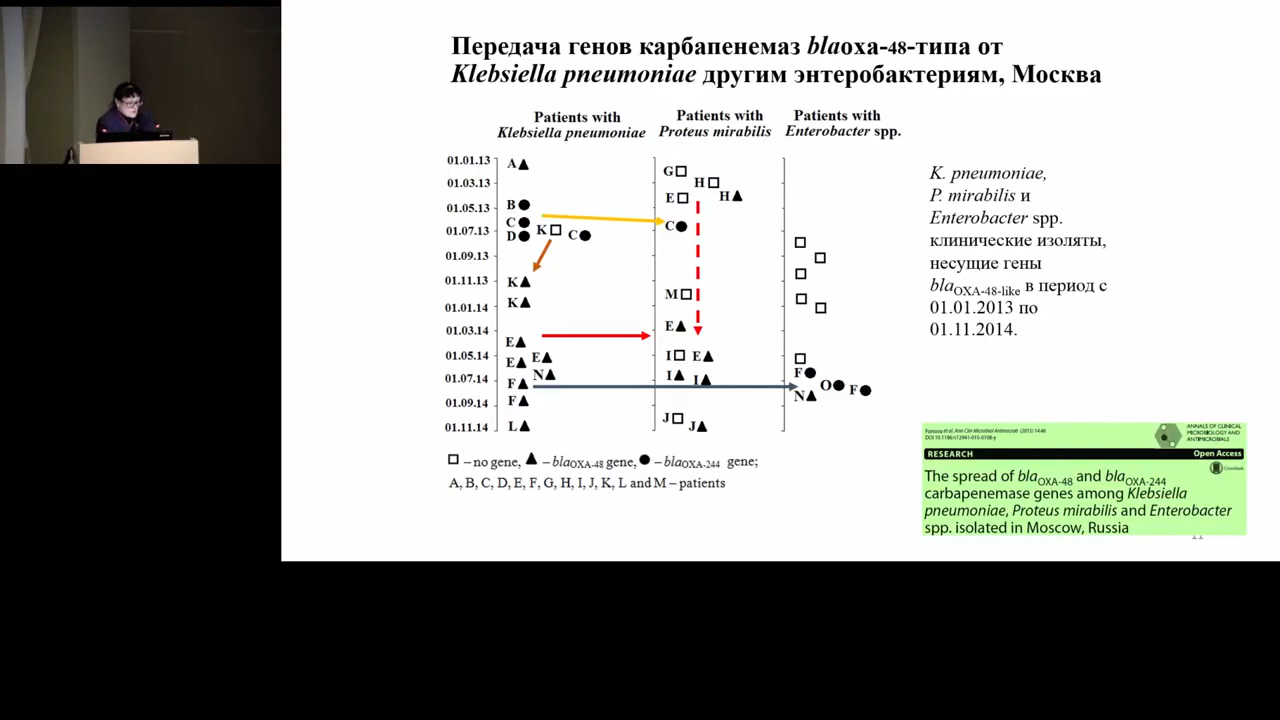 Передача генов карбапенемаз blaoxa-48-типа от
Klebsiella pneumoniae другим энтеробактериям, Москва
Patients with
Klebsiella pneumoniae
Patients with
Proteus mirabilis
Patients with
Enterobacter spp.
01.01.13 A G
01.03.13 H
E H
01.05.13 B
C C
01.07.13 D K C
01.09.13
01.11.13 K
M
01.01.14 K
01.03.14 E
E
01.05.14 E E I E
F
01.07.14 N I I
F O F
N
01.09.14 F
J
01.11.14 L J
– no gene, – blaOXA-48 gene, – blaOXA-244 gene;
A, B, C, D, E, F, G, H, I, J, K, L and M – patients
K. pneumoniae,
P. mirabilis и
Enterobacter spp.
клинические изоляты,
несущие гены
blaOXA-48-like в период с
01.01.2013 по
01.11.2014.
Fursova et al. Ann Clin Microbiol Antimicrob (2015) 14:46
DOI 10.1186/s12941-015-0108-y
ANNALS OF CLINICAL
MICROBIOLOGY AND
ANTIMICROBIALS
RESEARCH Open Access
CrossMark
The spread of blaOXA-48 and blaOXA-244
carbapenemase genes among Klebsiella
pneumoniae, Proteus mirabilis and Enterobacter
spp. isolated in Moscow, Russia